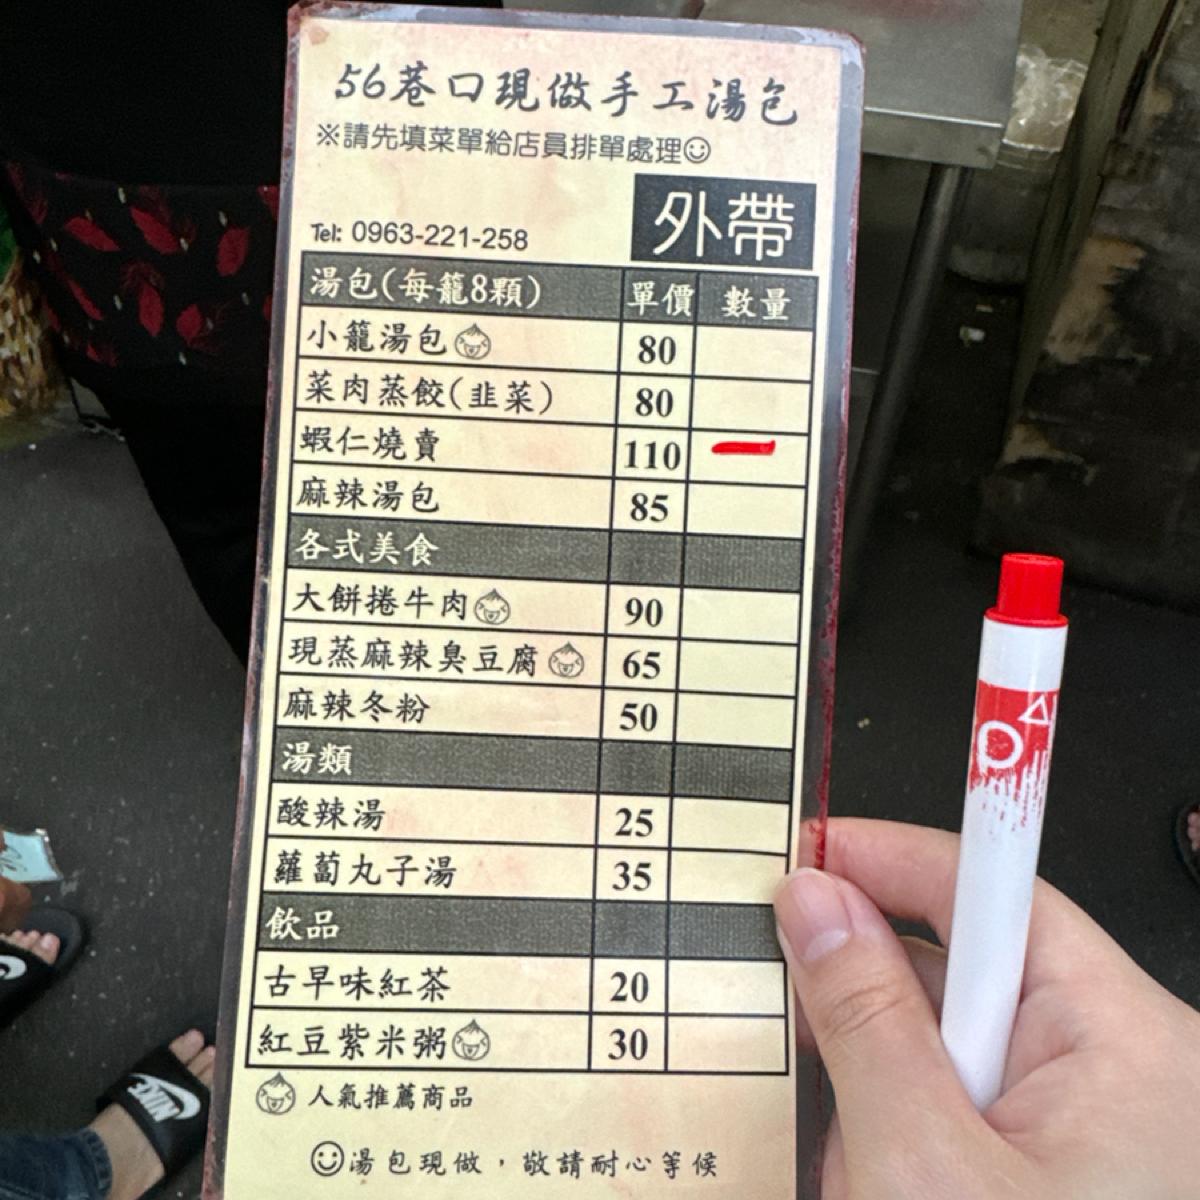 56巷口現做手工湯包
※請先填菜單給店員排單處理☺
外帶
Tel: 0963-221-258
湯包(每籠8顆) 單價 數量
小籠湯包 80
菜肉蒸餃(韭菜) 80
蝦仁燒賣 110 一
麻辣湯包 85
各式美食
大餅捲牛肉 90
現蒸麻辣臭豆腐 65
麻辣冬粉 50
湯類
酸辣湯 25
蘿蔔丸子湯 35
飲品
古早味紅茶 20
紅豆紫米粥 30
人氣推薦商品
☺湯包現做，敬請耐心等候
NIKE